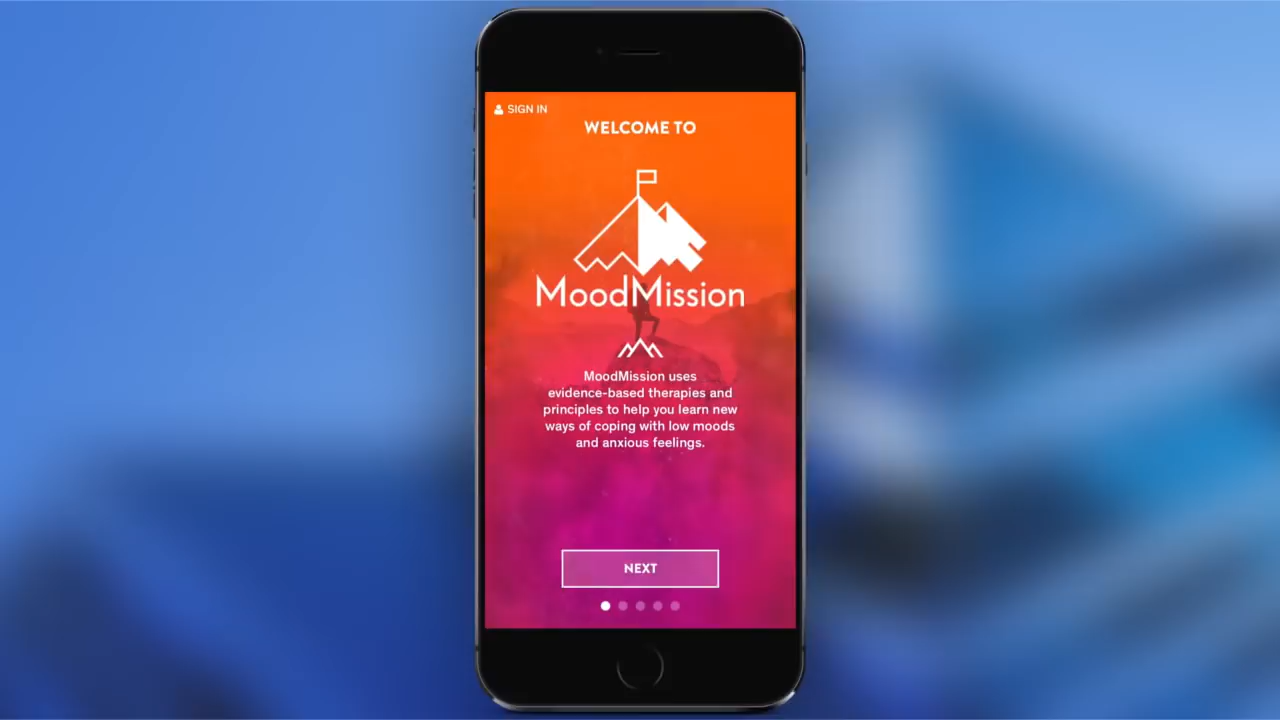 SIGN IN
WELCOME TO
MoodMission
MoodMission uses
evidence-based therapies and
principles to help you learn new
ways of coping with low moods
and anxious feelings.
NEXT